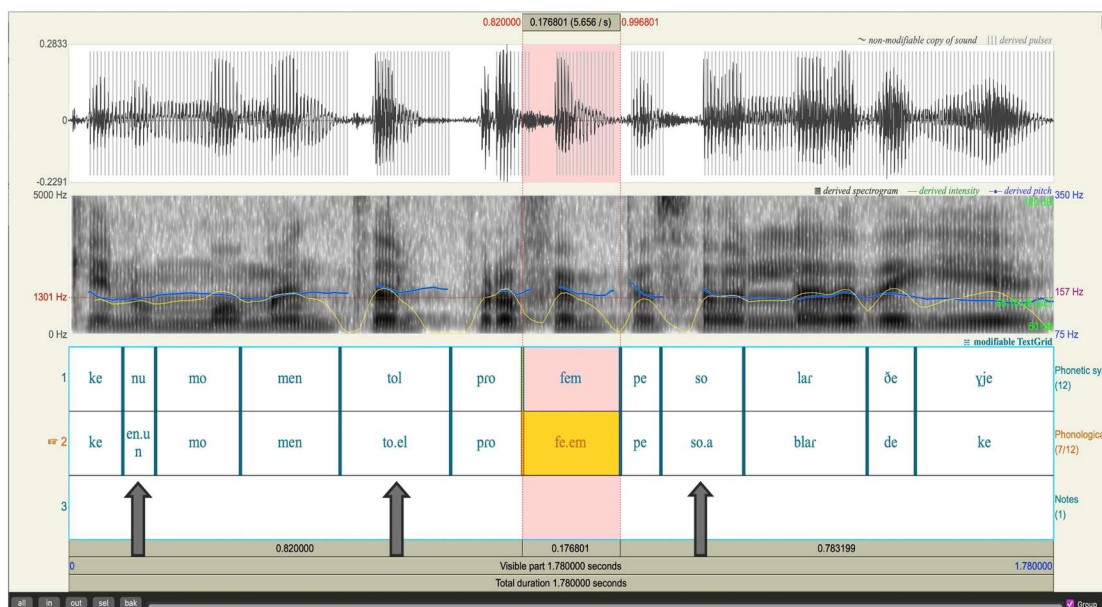 0.820000 0.176801 (5.656 / s) 0.996801
0.2833
~ non-modifiable copy of sound ||| derived pulses
0
-0.2291
5000 Hz
derived spectrogram derived intensity derived pitch
350 Hz
1301 Hz
157 Hz
0 Hz
75 Hz
modifiable TextGrid
1 ke nu mo men tol pɾo fem pe so laɾ ðe ɣje Phonetic sy (12)
2 ke en.u n mo men to.el pɾo fe.em pe so.a blaɾ de ke Phonological (7/12)
3 Notes (1)
0.820000 0.176801 0.783199
0 Visible part 1.780000 seconds 1.780000
Total duration 1.780000 seconds
all in out sel bak Group